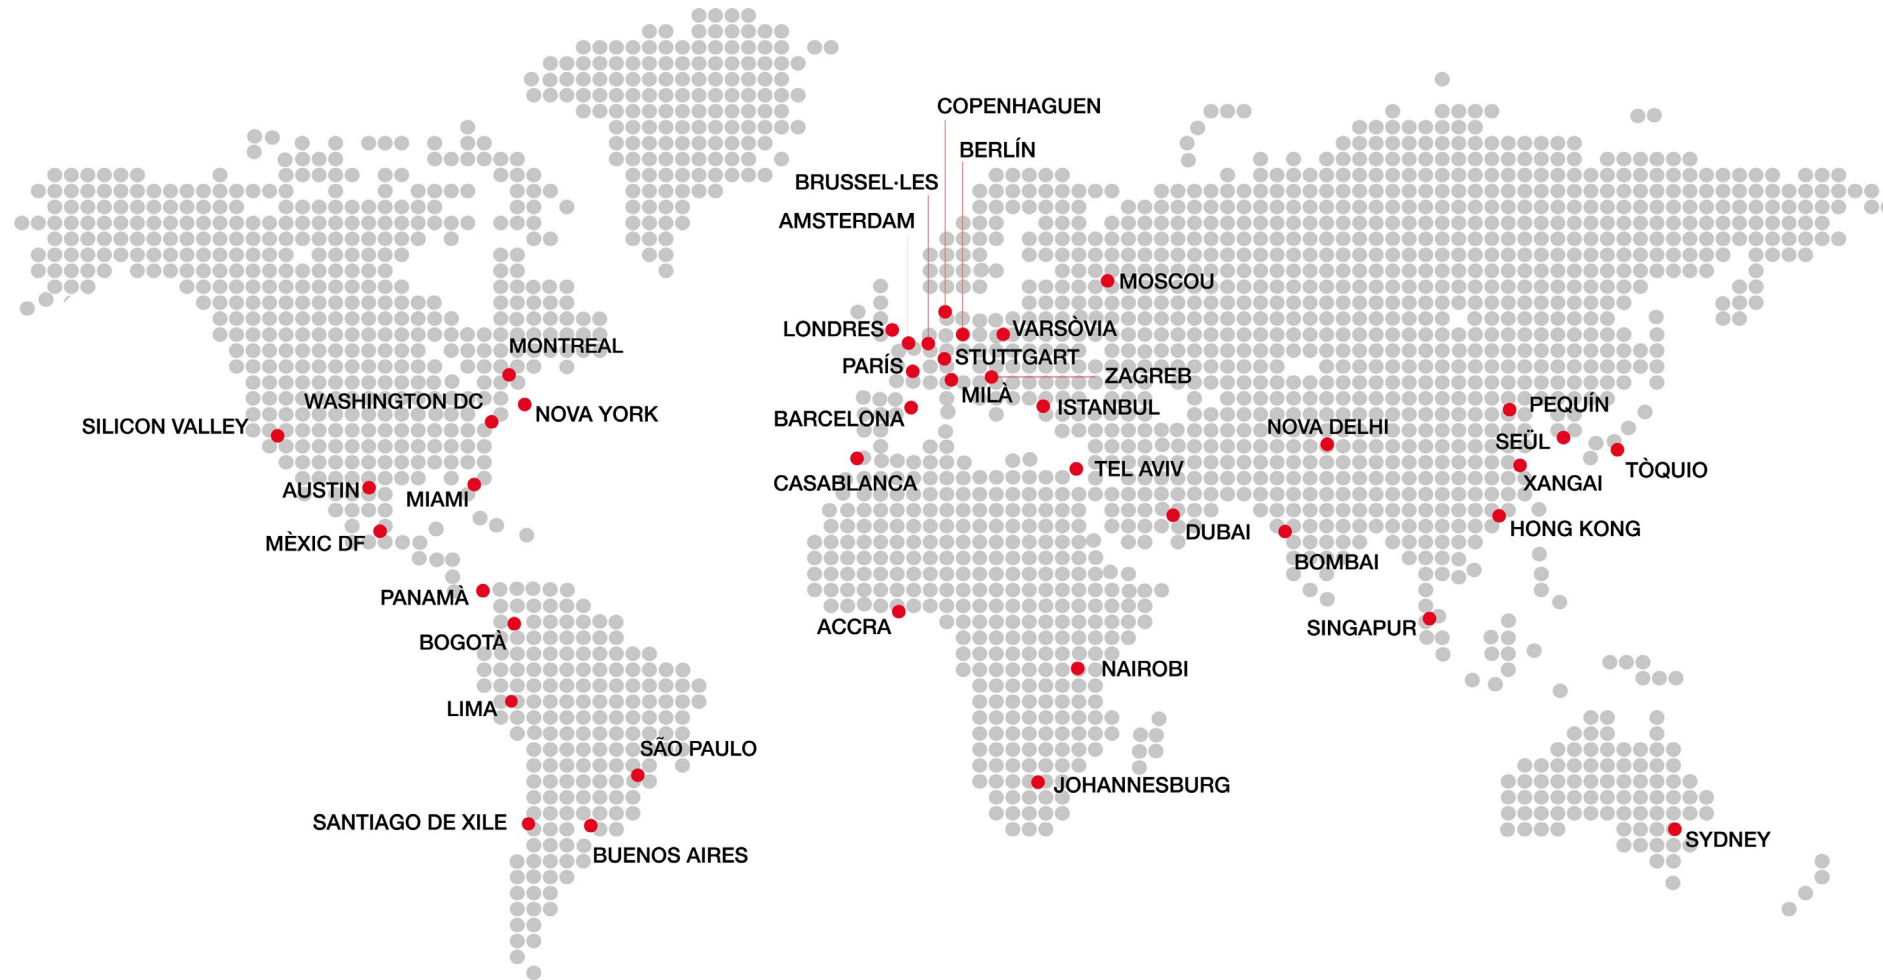 COPENHAGUEN
BERLÍN
BRUSSEL·LES
AMSTERDAM
MOSCOU
LONDRES
VARSÒVIA
MONTREAL
STUTTGART
PARÍS
ZAGREB
MILÀ
WASHINGTON DC
NOVA YORK
BARCELONA
ISTANBUL
PEQUÍN
SILICON VALLEY
NOVA DELHI
SEÜL
TÒQUIO
TEL AVIV
CASABLANCA
XANGAI
AUSTIN
MIAMI
HONG KONG
DUBAI
MÈXIC DF
BOMBAI
PANAMÀ
ACCRA
SINGAPUR
BOGOTÀ
NAIROBI
LIMA
SÃO PAULO
JOHANNESBURG
SANTIAGO DE XILE
SYDNEY
BUENOS AIRES